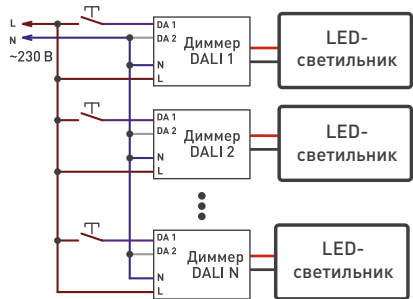 L
N
~230 В
DA 1
DA 2
N
L
Диммер
DALI 1
LED-
светильник
DA 1
DA 2
N
L
Диммер
DALI 2
LED-
светильник
DA 1
DA 2
N
L
Диммер
DALI N
LED-
светильник